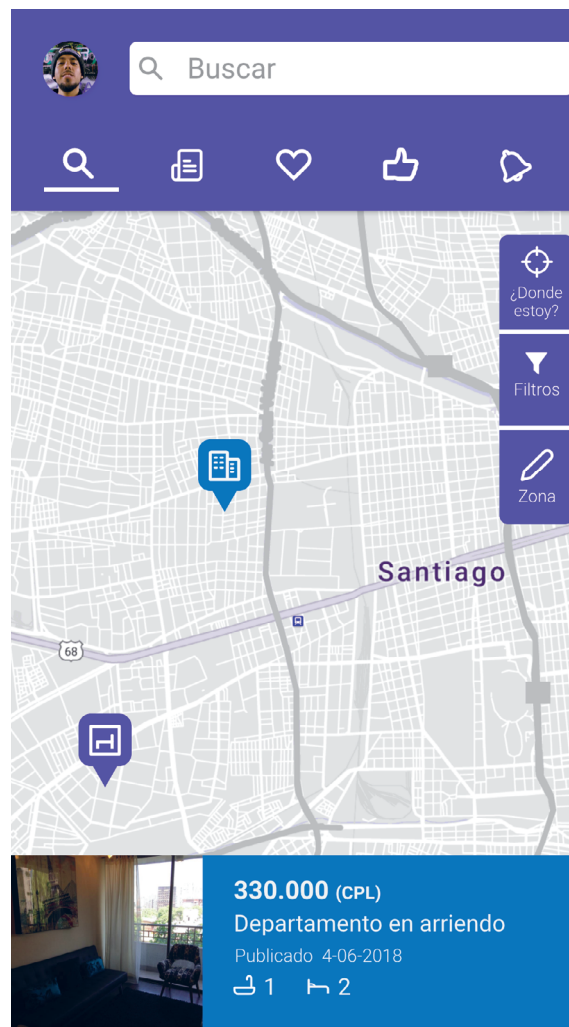 Buscar
¿Donde
estoy?
Filtros
Zona
Santiago
68
330.000 (CPL)
Departamento en arriendo
Publicado 4-06-2018
1 2